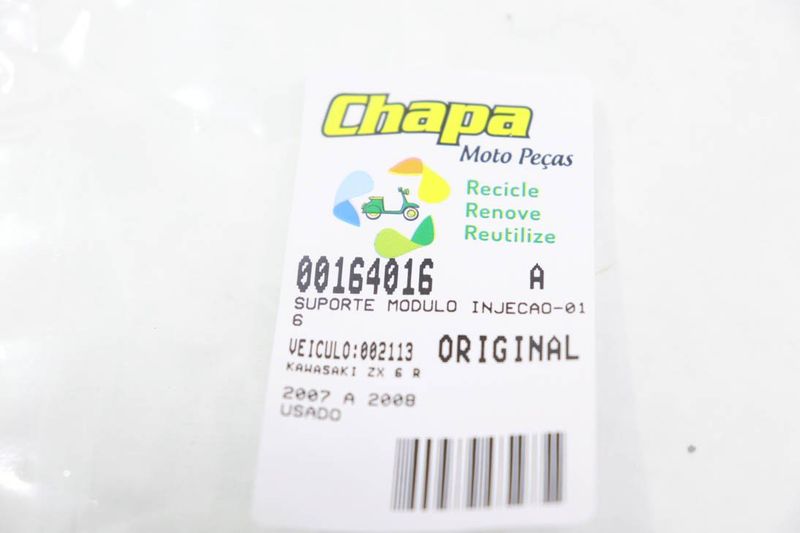 Chapa
Moto Peças
Recicle
Renove
Reutilize
00164016 A
SUPORTE MODULO INJECAO-01
6
VEICULO:002113 ORIGINAL
KAWASAKI ZX 6 R
2007 A 2008
USADO